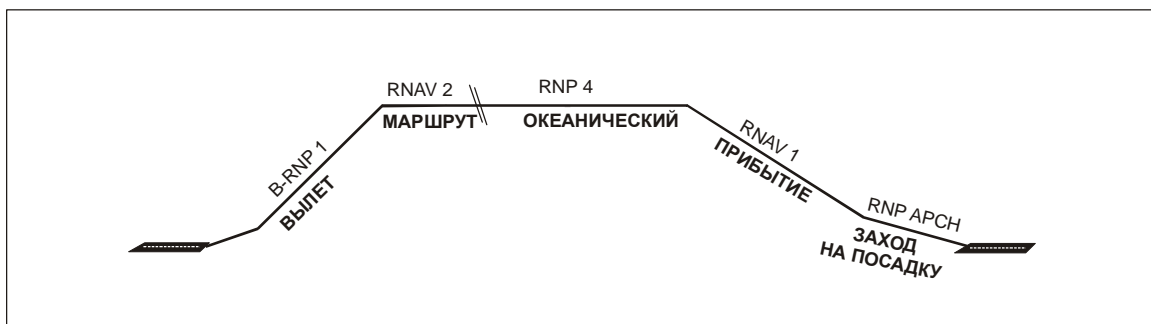 B-RNP 1
ВЫЛЕТ
RNAV 2
МАРШРУТ
RNP 4
ОКЕАНИЧЕСКИЙ
RNAV 1
ПРИБЫТИЕ
RNP APCH
ЗАХОД
НА ПОСАДКУ